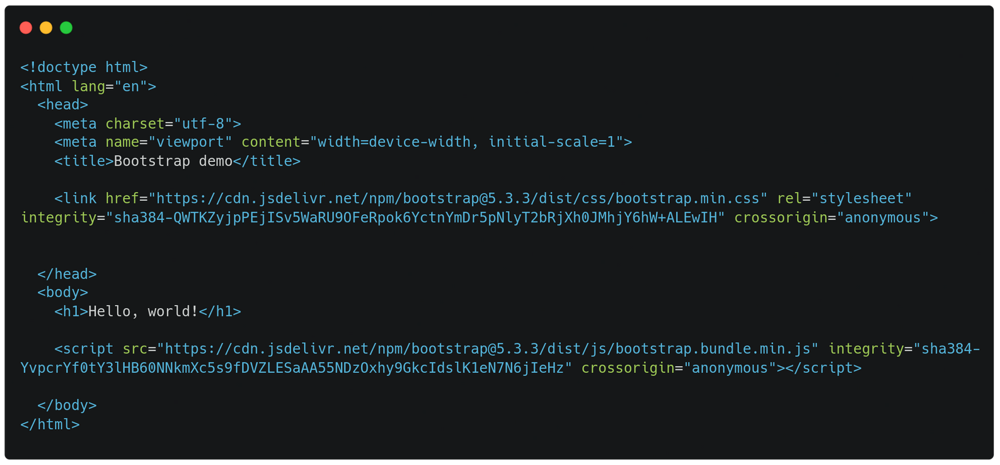 <!doctype html>
<html lang="en">
  <head>
    <meta charset="utf-8">
    <meta name="viewport" content="width=device-width, initial-scale=1">
    <title>Bootstrap demo</title>
    <link href="https://cdn.jsdelivr.net/npm/bootstrap@5.3.3/dist/css/bootstrap.min.css" rel="stylesheet"
integrity="sha384-QWTKZyjpPEjISv5WaRU9OFeRpok6YctnYmDr5pNlyT2bRjXh0JMhjY6hW+ALEwIH" crossorigin="anonymous">
  </head>
  <body>
    <h1>Hello, world!</h1>
    <script src="https://cdn.jsdelivr.net/npm/bootstrap@5.3.3/dist/js/bootstrap.bundle.min.js" integrity="sha384-
YvpcrYf0tY3lHB60NNkmXc5s9fDVZLESaAA55NDzOxhy9GkcIdslK1eN7N6jIeHz" crossorigin="anonymous"></script>
  </body>
</html>